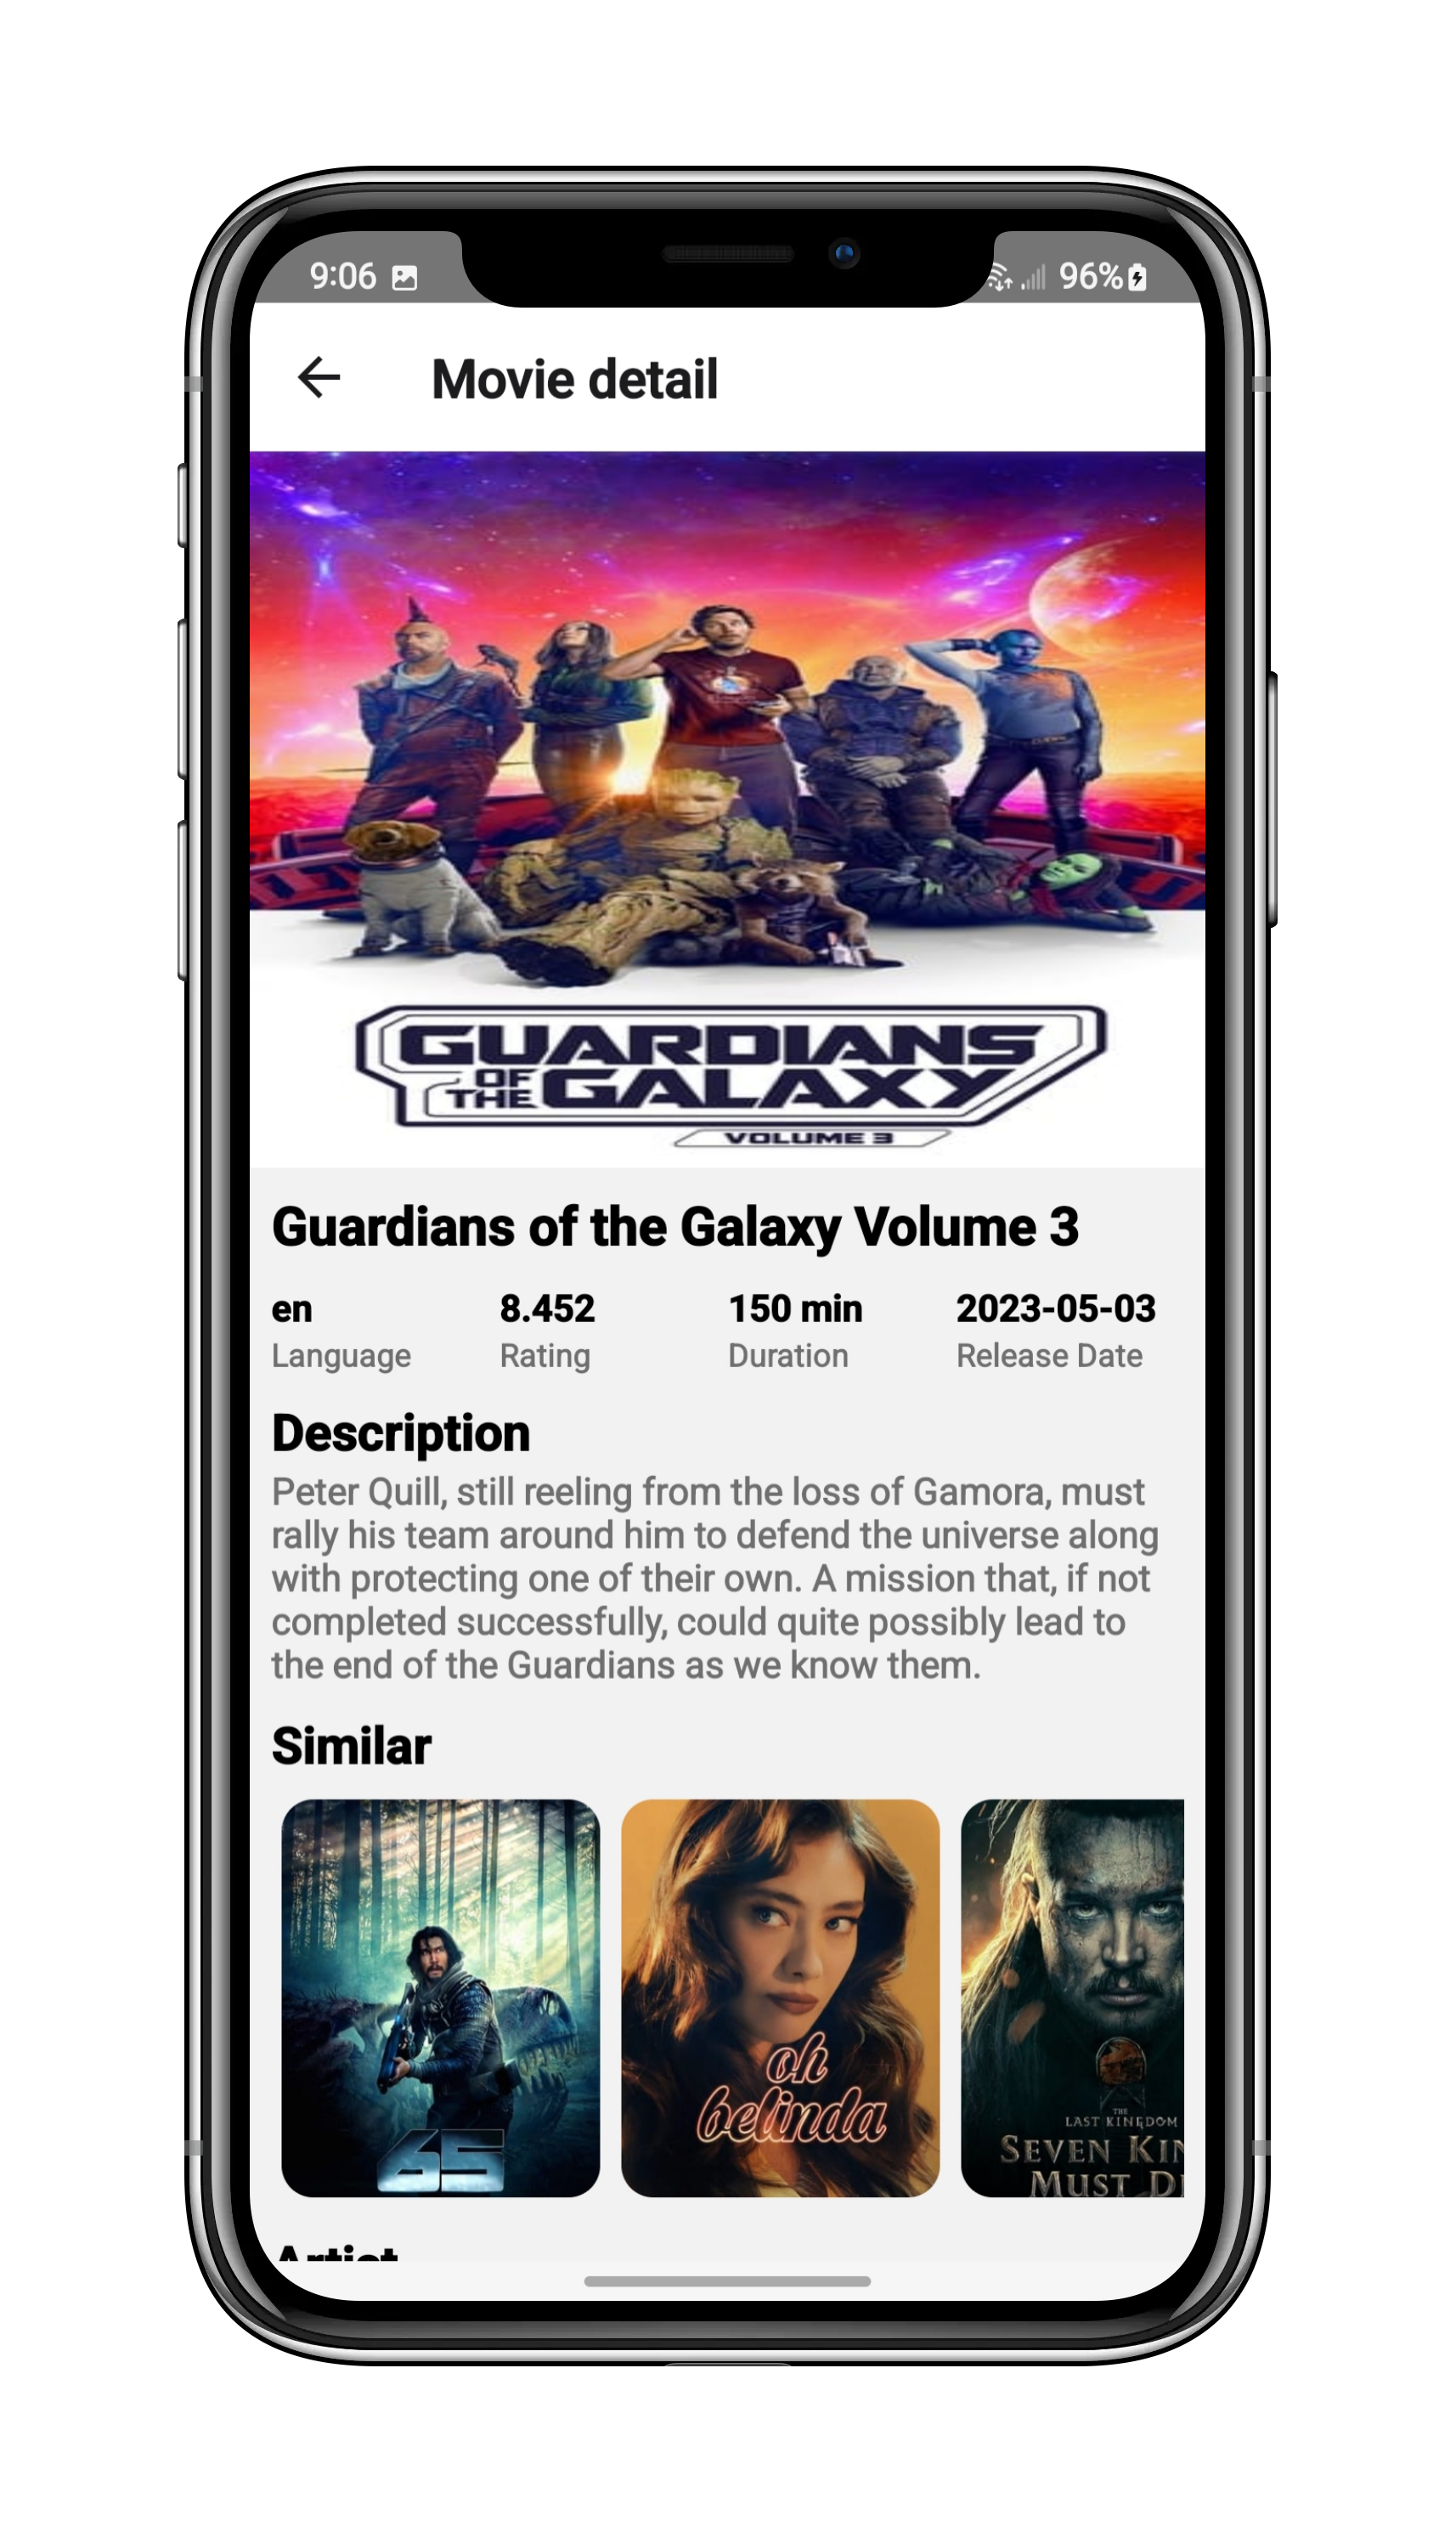 9:06
96%
Movie detail
GUARDIANS
OF THE GALAXY
VOLUME 3
Guardians of the Galaxy Volume 3
en 8.452 150 min 2023-05-03
Language Rating Duration Release Date
Description
Peter Quill, still reeling from the loss of Gamora, must
rally his team around him to defend the universe along
with protecting one of their own. A mission that, if not
completed successfully, could quite possibly lead to
the end of the Guardians as we know them.
Similar
65
oh
belinda
THE
LAST KINGDOM
SEVEN KIN
MUST DI
Artist